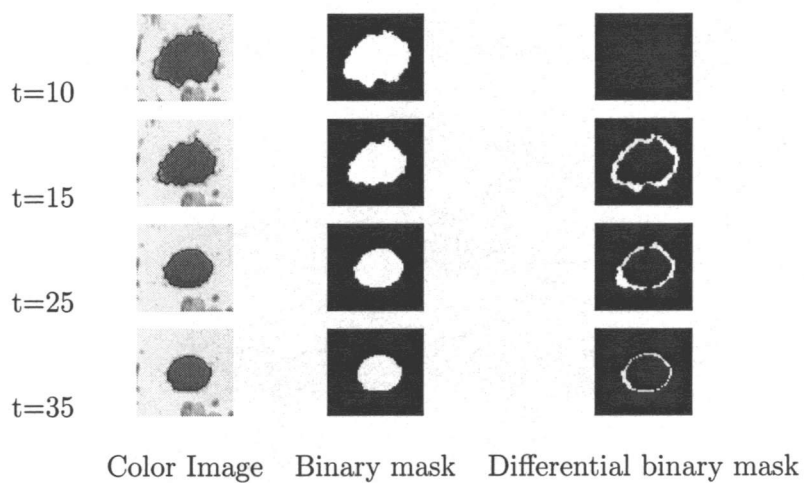 t=10
t=15
t=25
t=35
Color Image Binary mask Differential binary mask